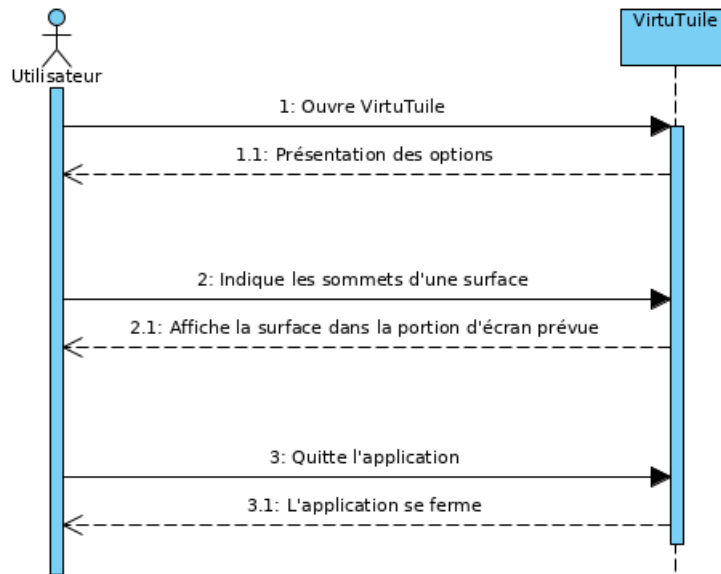 VirtuTuile
Utilisateur
1: Ouvre VirtuTuile
1.1: Présentation des options
2: Indique les sommets d'une surface
2.1: Affiche la surface dans la portion d'écran prévue
3: Quitte l'application
3.1: L'application se ferme